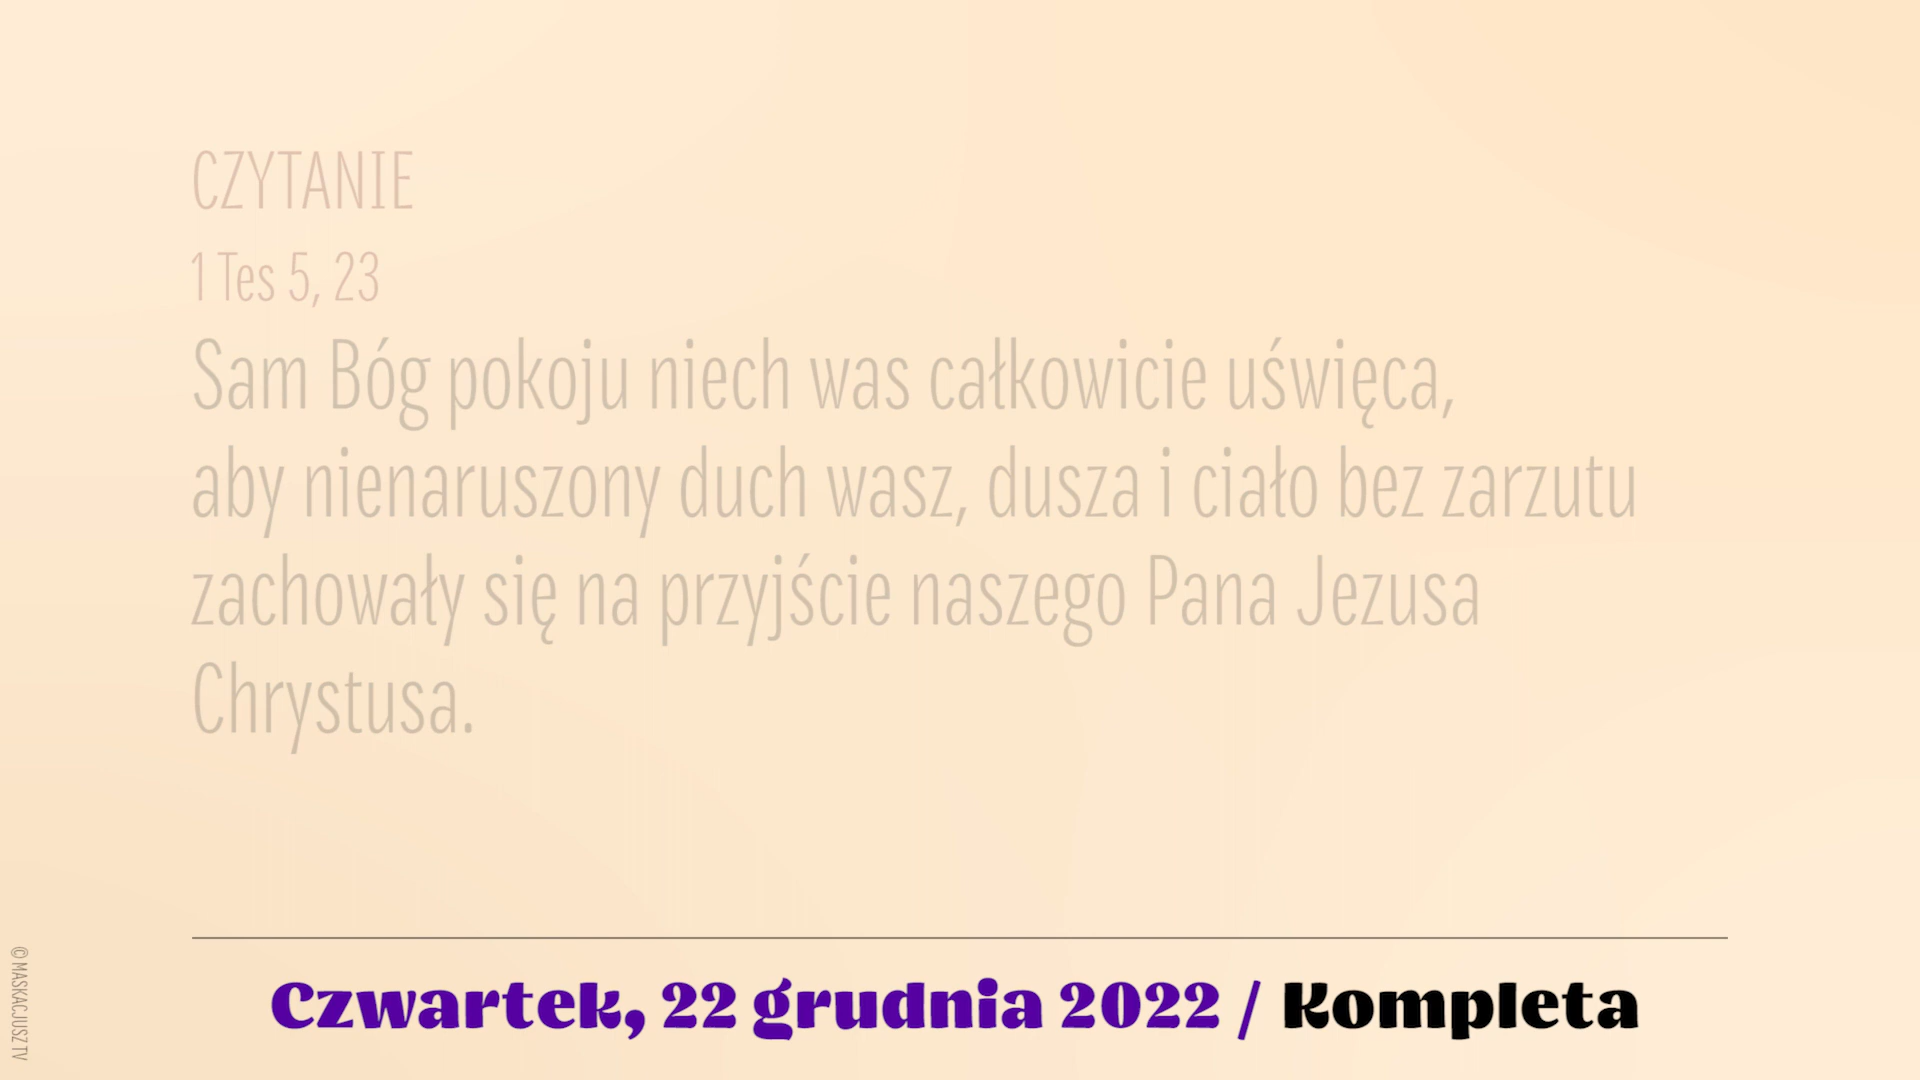 CZYTANIE
1 Tes 5, 23
Sam Bóg pokoju niech was całkowicie uświęca,
aby nienaruszony duch wasz, dusza i ciało bez zarzutu
zachowały się na przyjście naszego Pana Jezusa
Chrystusa.
Czwartek, 22 grudnia 2022 / Kompleta
© MASKACJUSZ TV